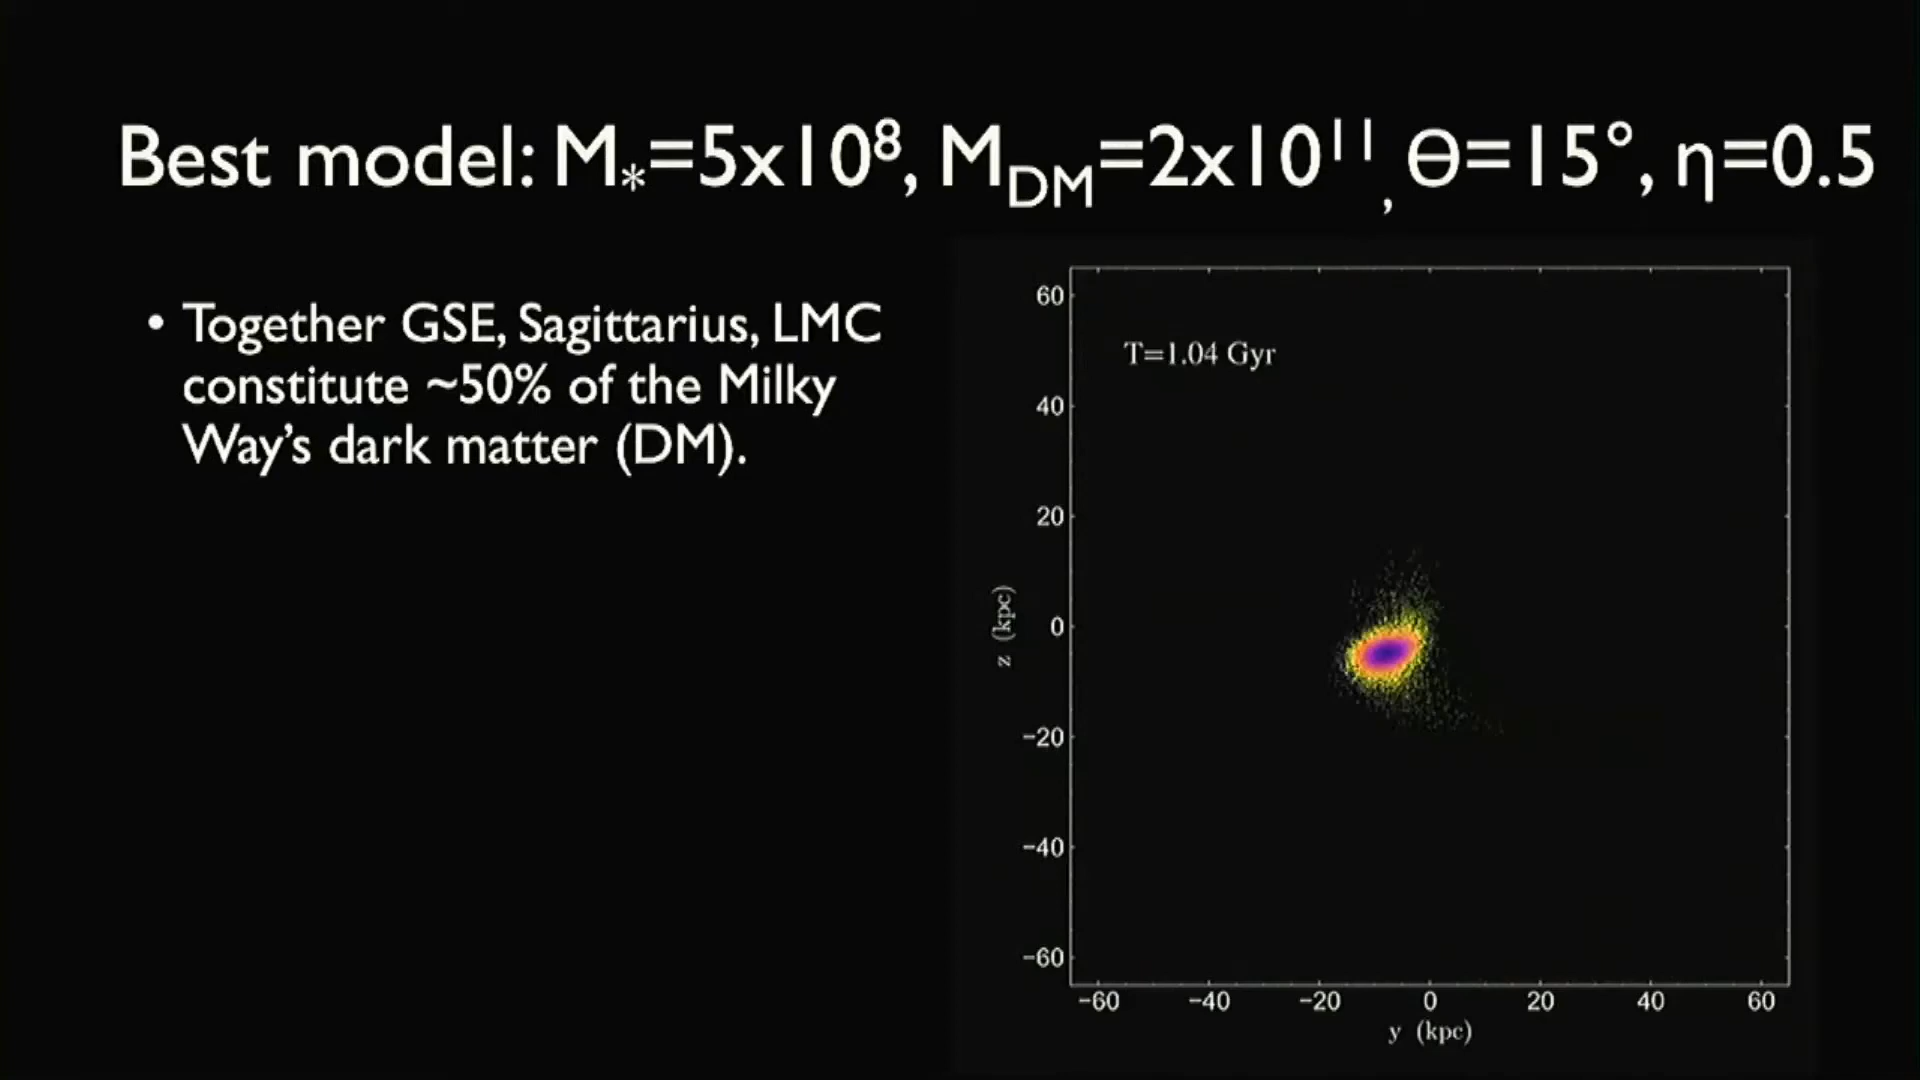 Best model: M*=5x10⁸, M_DM=2x10¹¹, Θ=15°, η=0.5
• Together GSE, Sagittarius, LMC
constitute ~50% of the Milky
Way’s dark matter (DM).
T=1.04 Gyr
60
40
20
0
−20
−40
−60
z (kpc)
−60 −40 −20 0 20 40 60
y (kpc)